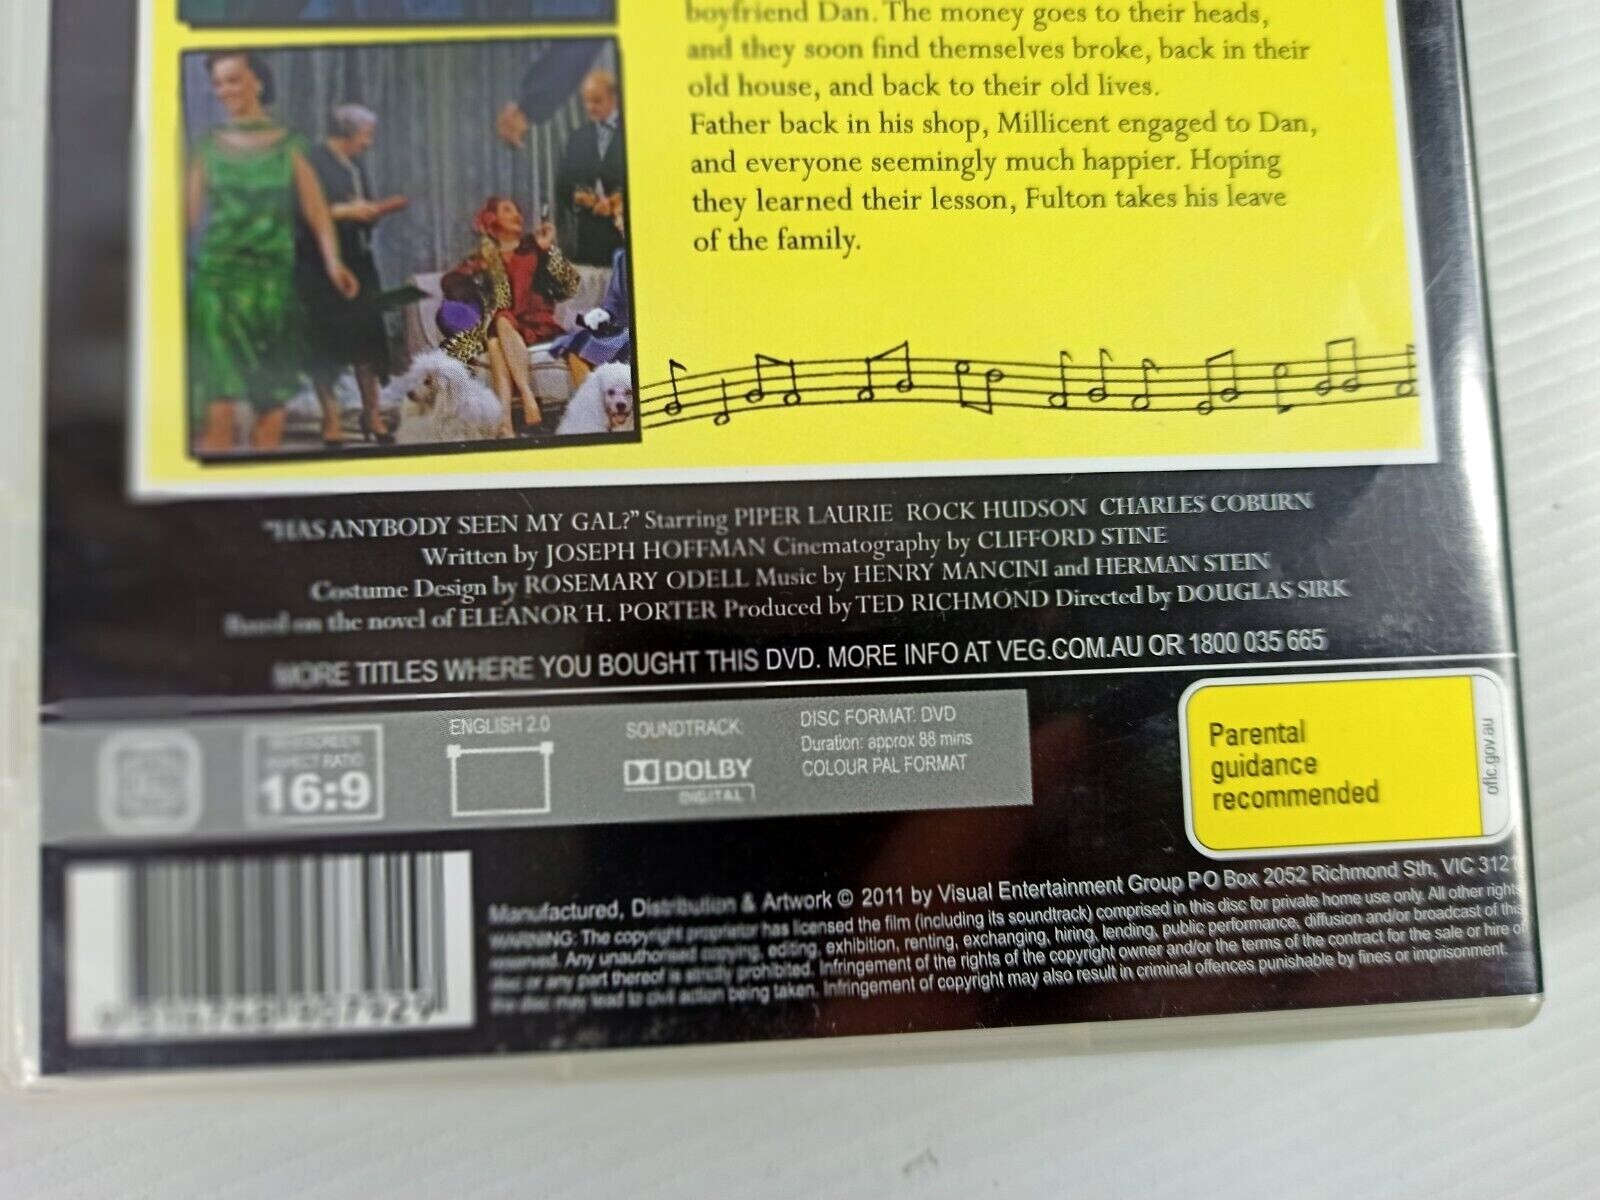 boyfriend Dan. The money goes to their heads,
and they soon find themselves broke, back in their
old house, and back to their old lives.
Father back in his shop, Millicent engaged to Dan,
and everyone seemingly much happier. Hoping
they learned their lesson, Fulton takes his leave
of the family.
"HAS ANYBODY SEEN MY GAL?" Starring PIPER LAURIE ROCK HUDSON CHARLES COBURN
Written by JOSEPH HOFFMAN Cinematography by CLIFFORD STINE
Costume Design by ROSEMARY ODELL Music by HENRY MANCINI and HERMAN STEIN
Based on the novel of ELEANOR H. PORTER Produced by TED RICHMOND Directed by DOUGLAS SIRK
MORE TITLES WHERE YOU BOUGHT THIS DVD. MORE INFO AT VEG.COM.AU OR 1800 035 665
WIDESCREEN
ASPECT RATIO
16:9
ENGLISH 2.0
SOUNDTRACK
DOLBY
DIGITAL
DISC FORMAT: DVD
Duration: approx 88 mins
COLOUR PAL FORMAT
Parental
guidance
recommended
oflc.gov.au
Manufactured, Distribution & Artwork © 2011 by Visual Entertainment Group PO Box 2052 Richmond Sth, VIC 3121
WARNING: The copyright proprietor has licensed the film (including its soundtrack) comprised in this disc for private home use only. All other rights
reserved. Any unauthorised copying, editing, exhibition, renting, exchanging, hiring, lending, public performance, diffusion and/or broadcast of this
disc or any part thereof is strictly prohibited. Infringement of the rights of the copyright owner and/or the terms of the contract for the sale or hire of
the disc may lead to civil action being taken. Infringement of copyright may also result in criminal offences punishable by fines or imprisonment.